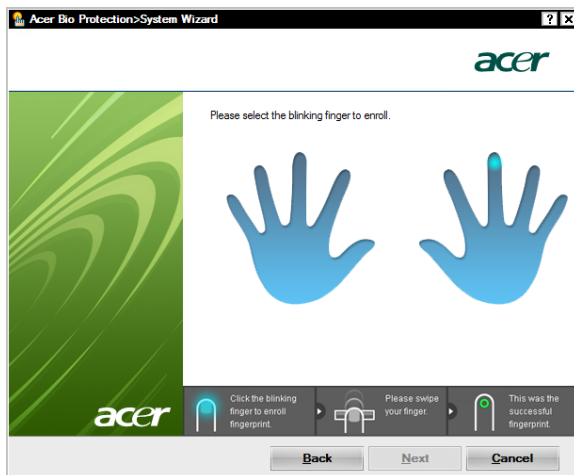 Acer Bio Protection>System Wizard
acer
Please select the blinking finger to enroll.
acer
Click the blinking
finger to enroll
fingerprint.
Please swipe
your finger.
This was the
successful
fingerprint.
Back
Next
Cancel